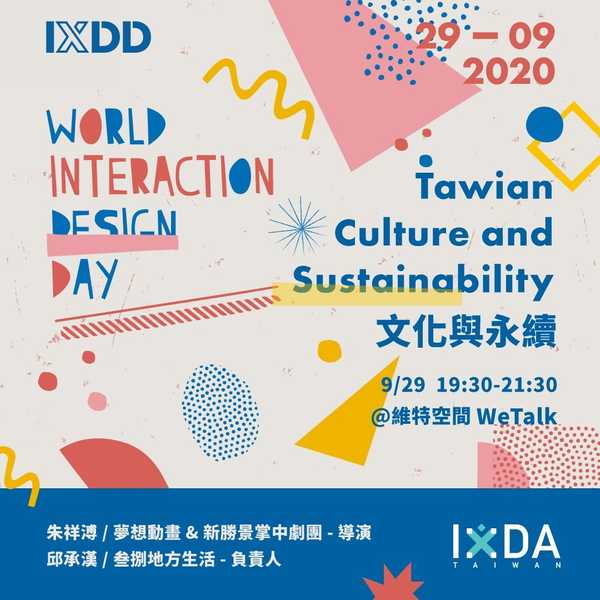 IXDD
29 — 09
2020
WORLD
INTERACTION
DESIGN
DAY
Tawian
Culture and
Sustainability
文化與永續
9/29 19:30-21:30
@維特空間 WeTalk
朱祥溥 / 夢想動畫 & 新勝景掌中劇團 - 導演
邱承漢 / 叁捌地方生活 - 負責人
IXDA
TAIWAN